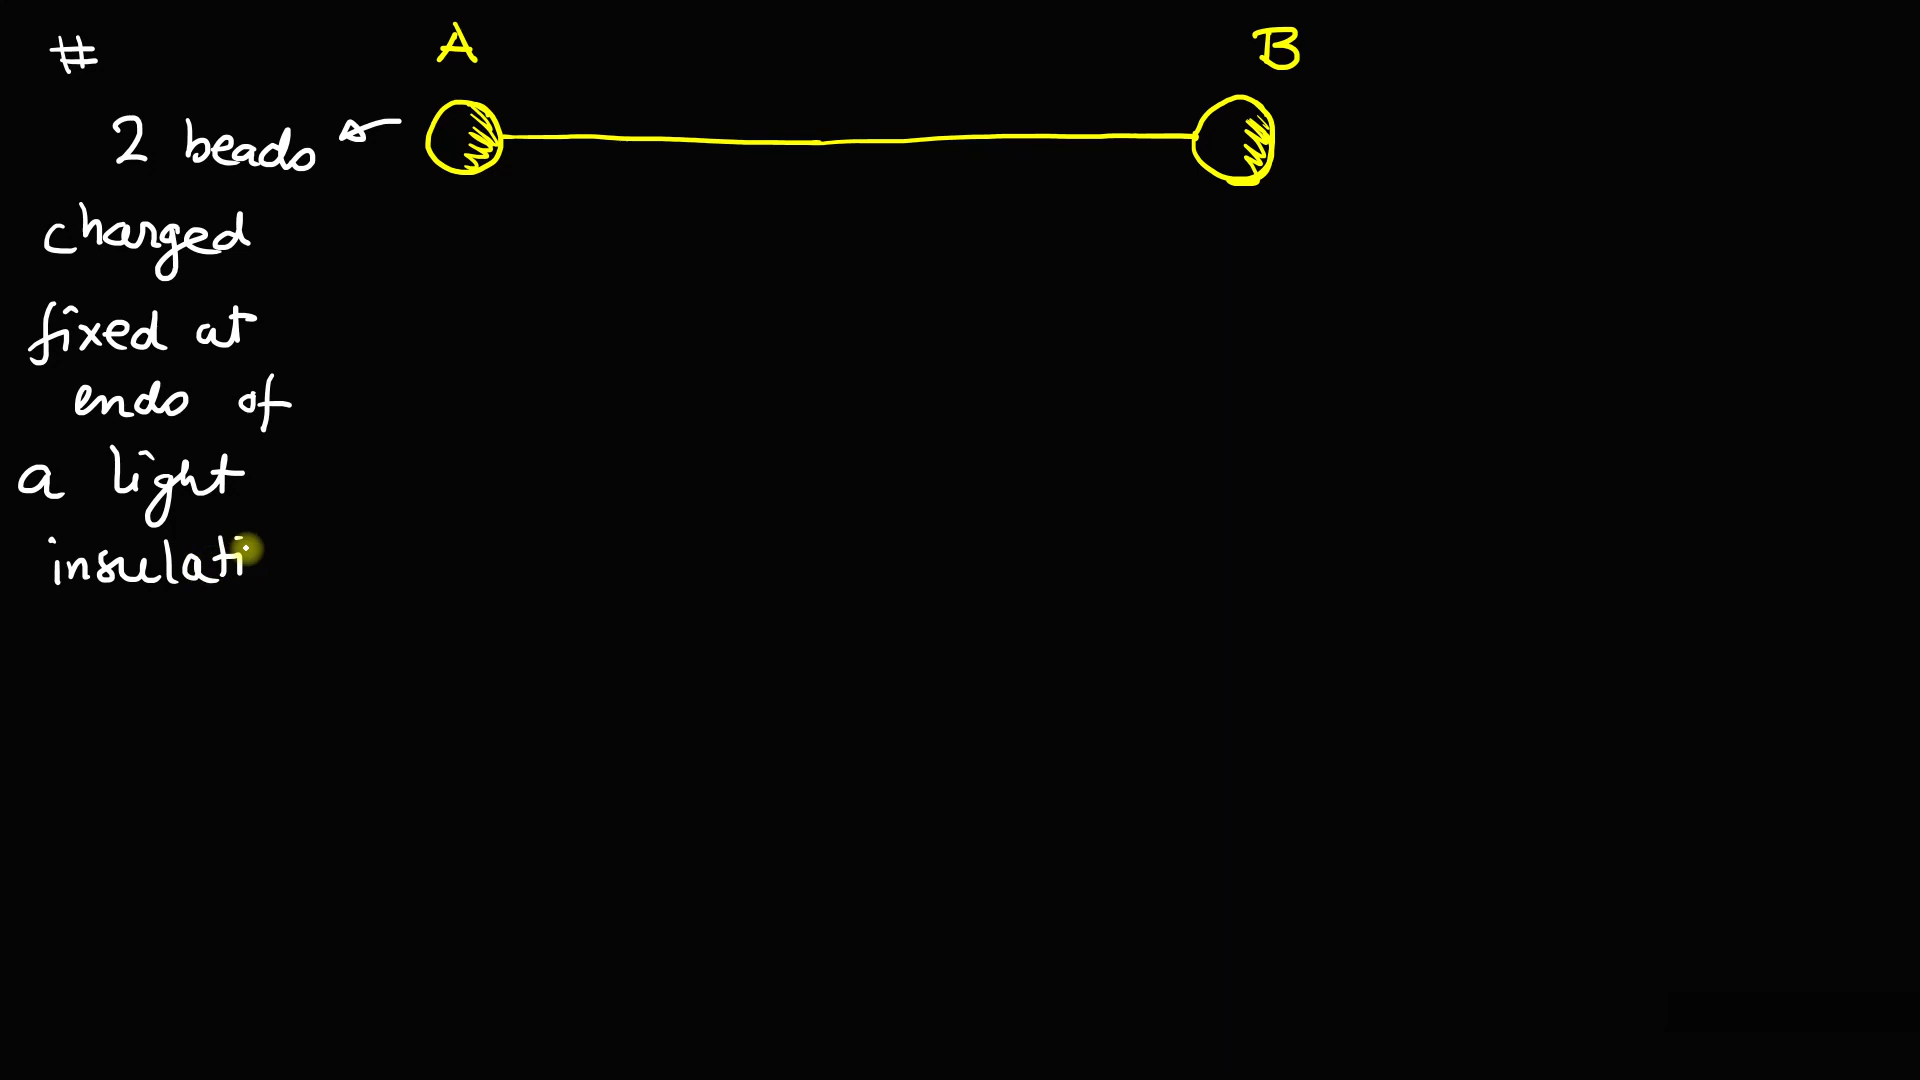 #
A
B
2 beads
charged
fixed at
ends of
a light
insulati